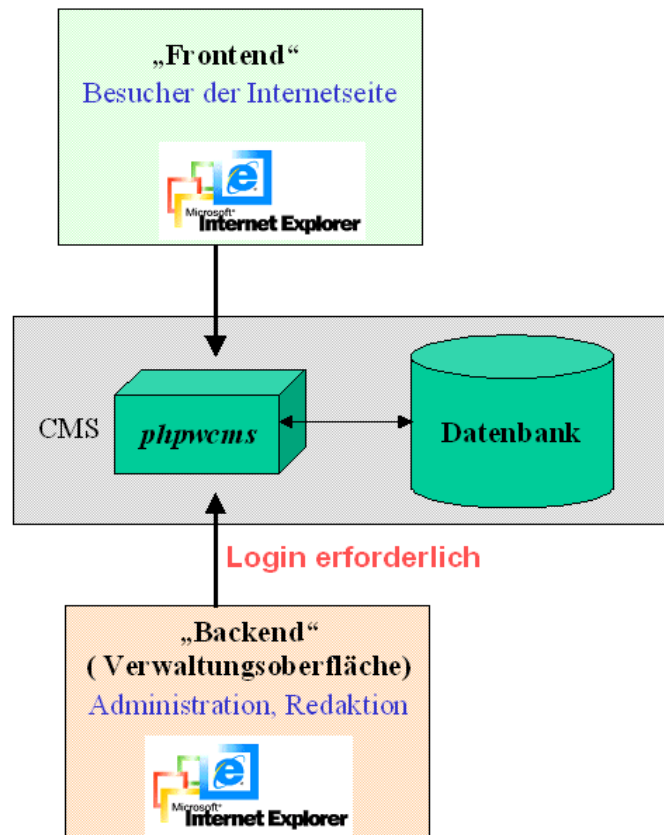 „Frontend“
Besucher der Internetseite
Microsoft®
Internet Explorer
CMS
phpwcms
Datenbank
Login erforderlich
„Backend“
( Verwaltungsoberfläche)
Administration, Redaktion
Microsoft®
Internet Explorer